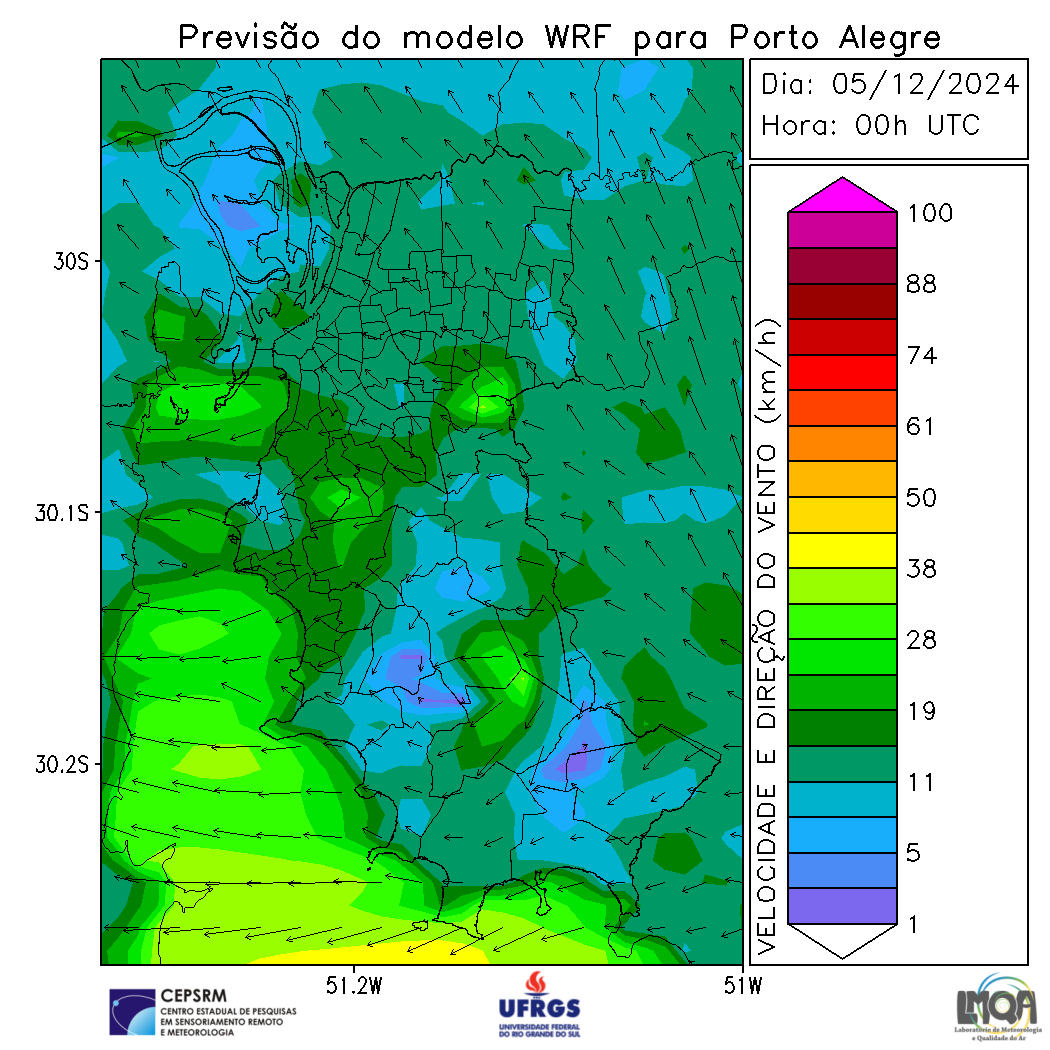 Previsão do modelo WRF para Porto Alegre
Dia: 05/12/2024
Hora: 00h UTC
30S
30.1S
30.2S
51.2W
51W
VELOCIDADE E DIREÇÃO DO VENTO (km/h)
100
88
74
61
50
38
28
19
11
5
1
CEPSRM
CENTRO ESTADUAL DE PESQUISAS
EM SENSORIAMENTO REMOTO
E METEOROLOGIA
UFRGS
UNIVERSIDADE FEDERAL
DO RIO GRANDE DO SUL
LMQA
Laboratório de Meteorologia
e Qualidade do Ar